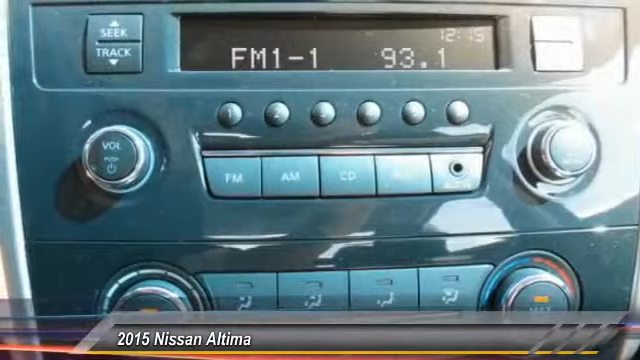 SEEK
TRACK
12:15
FM1-1 93.1
1 2 3 4 5 6
VOL
PUSH
FM AM CD
2015 Nissan Altima